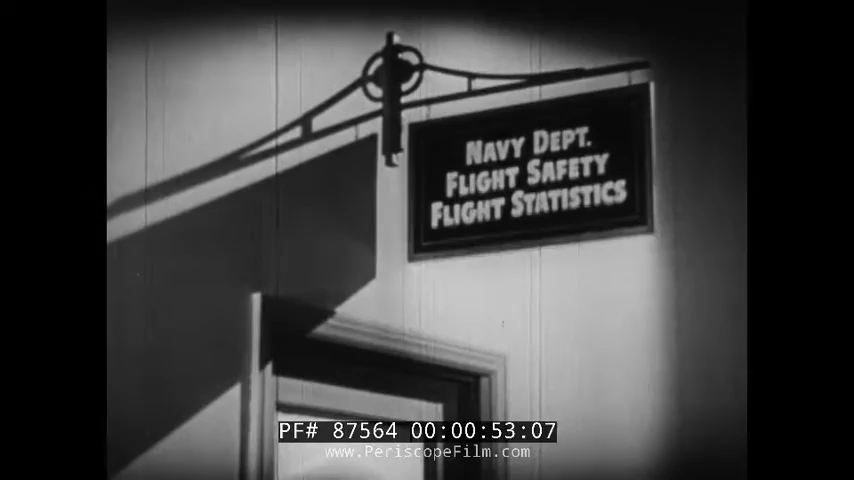 NAVY DEPT.
FLIGHT SAFETY
FLIGHT STATISTICS
PF# 87564 00:00:53:07
www.PeriscopeFilm.com